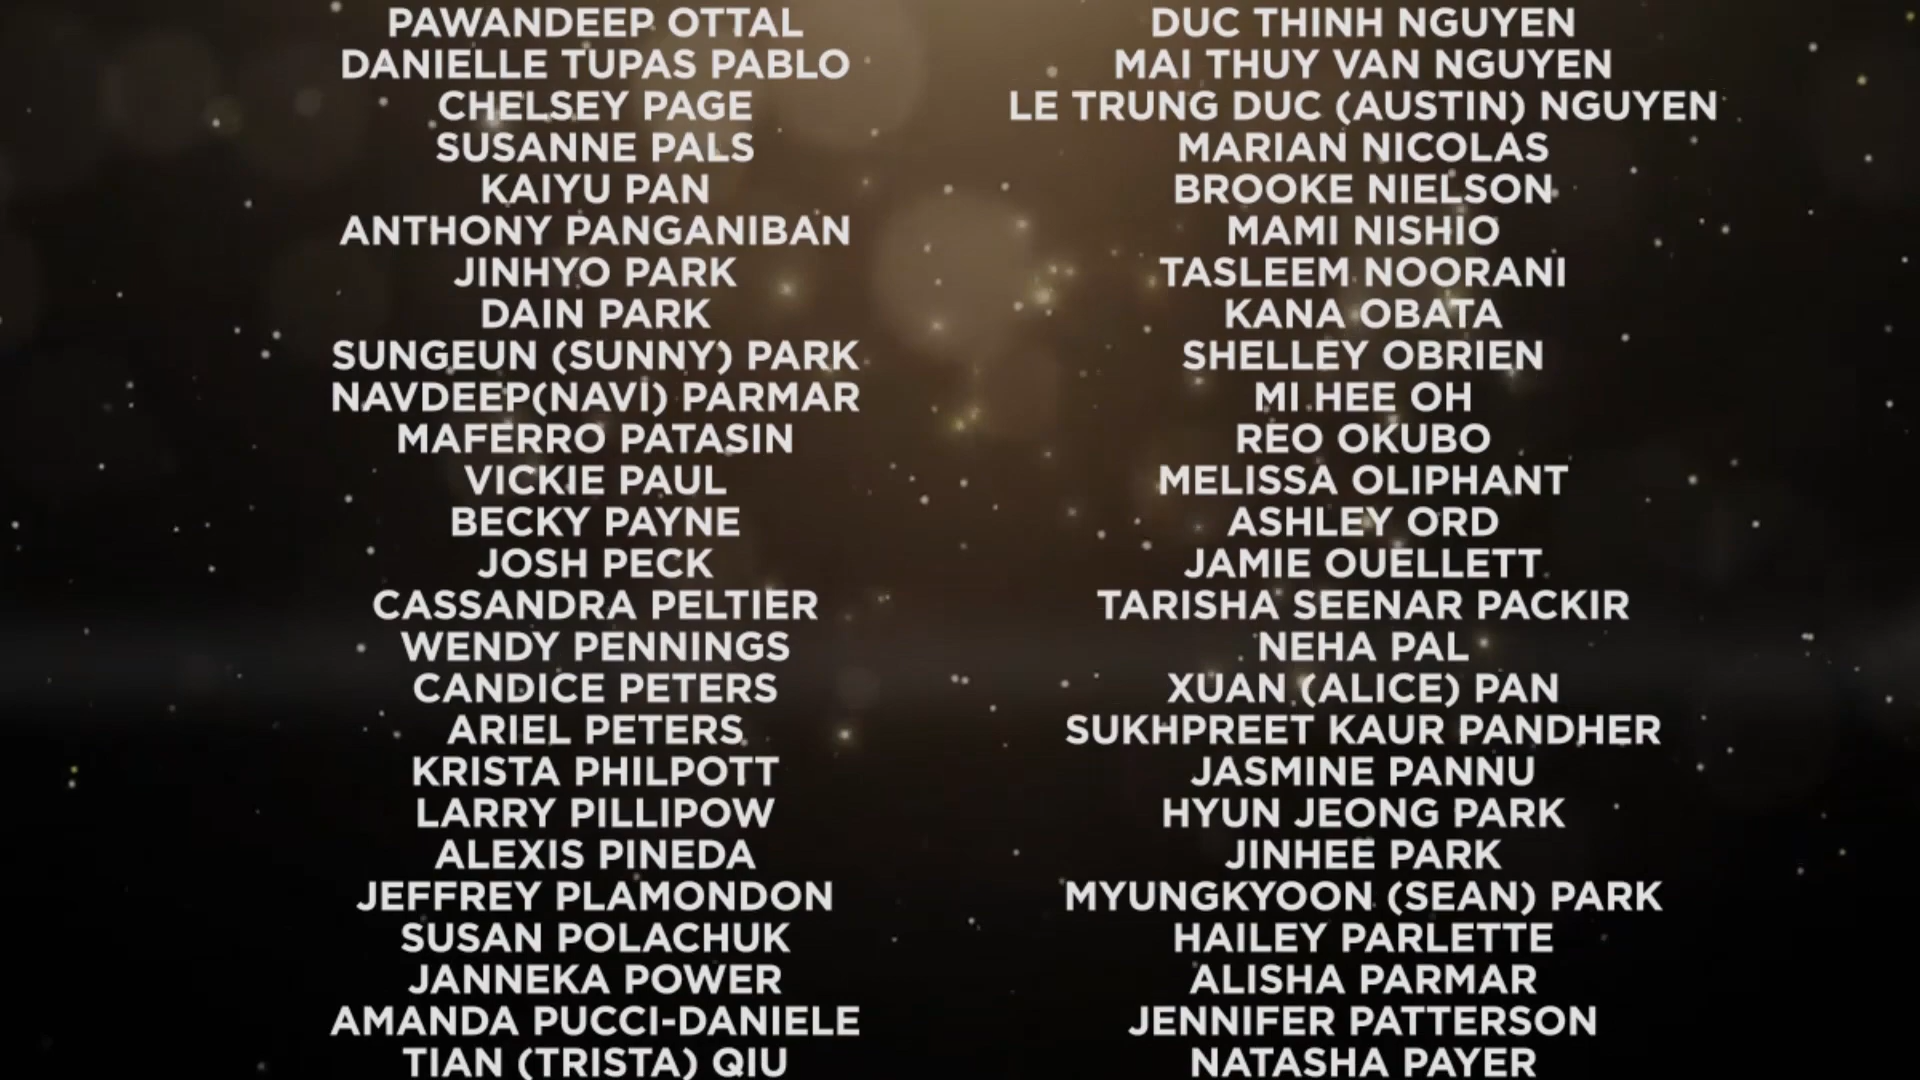 PAWANDEEP OTTAL
DANIELLE TUPAS PABLO
CHELSEY PAGE
SUSANNE PALS
KAIYU PAN
ANTHONY PANGANIBAN
JINHYO PARK
DAIN PARK
SUNGEUN (SUNNY) PARK
NAVDEEP(NAVI) PARMAR
MAFERRO PATASIN
VICKIE PAUL
BECKY PAYNE
JOSH PECK
CASSANDRA PELTIER
WENDY PENNINGS
CANDICE PETERS
ARIEL PETERS
KRISTA PHILPOTT
LARRY PILLIPOW
ALEXIS PINEDA
JEFFREY PLAMONDON
SUSAN POLACHUK
JANNEKA POWER
AMANDA PUCCI-DANIELE
TIAN (TRISTA) QIU
DUC THINH NGUYEN
MAI THUY VAN NGUYEN
LE TRUNG DUC (AUSTIN) NGUYEN
MARIAN NICOLAS
BROOKE NIELSON
MAMI NISHIO
TASLEEM NOORANI
KANA OBATA
SHELLEY OBRIEN
MI HEE OH
REO OKUBO
MELISSA OLIPHANT
ASHLEY ORD
JAMIE OUELLETT
TARISHA SEENAR PACKIR
NEHA PAL
XUAN (ALICE) PAN
SUKHPREET KAUR PANDHER
JASMINE PANNU
HYUN JEONG PARK
JINHEE PARK
MYUNGKYOON (SEAN) PARK
HAILEY PARLETTE
ALISHA PARMAR
JENNIFER PATTERSON
NATASHA PAYER